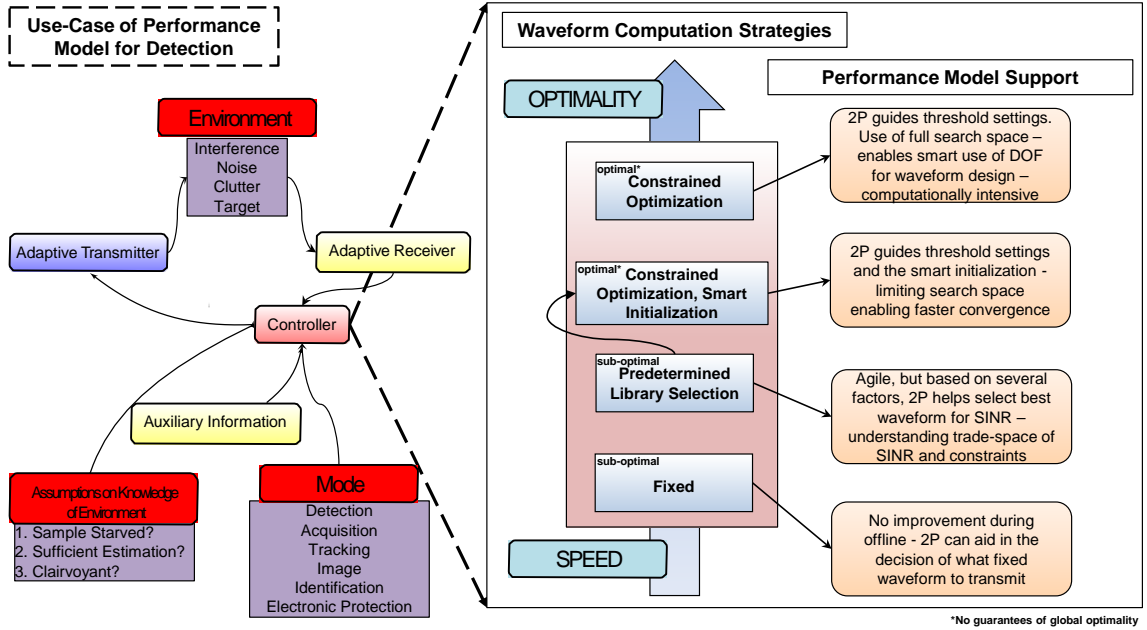 Use-Case of Performance
Model for Detection
Environment
Interference
Noise
Clutter
Target
Adaptive Transmitter
Adaptive Receiver
Controller
Auxiliary Information
Assumptions on Knowledge
of Environment
1. Sample Starved?
2. Sufficient Estimation?
3. Clairvoyant?
Mode
Detection
Acquisition
Tracking
Image
Identification
Electronic Protection
Waveform Computation Strategies
Performance Model Support
OPTIMALITY
optimal*
Constrained
Optimization
optimal*
Constrained
Optimization, Smart
Initialization
sub-optimal
Predetermined
Library Selection
sub-optimal
Fixed
SPEED
2P guides threshold settings.
Use of full search space –
enables smart use of DOF
for waveform design –
computationally intensive
2P guides threshold settings
and the smart initialization -
limiting search space
enabling faster convergence
Agile, but based on several
factors, 2P helps select best
waveform for SINR –
understanding trade-space of
SINR and constraints
No improvement during
offline - 2P can aid in the
decision of what fixed
waveform to transmit
*No guarantees of global optimality